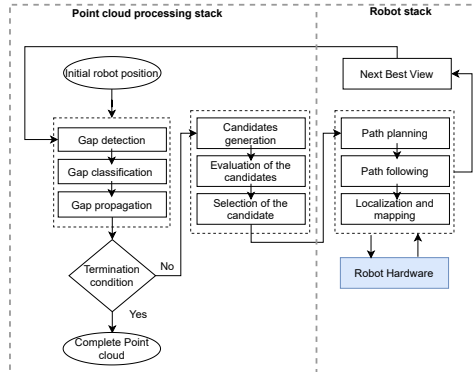 Point cloud processing stack
Robot stack
Initial robot position
Next Best View
Gap detection
Gap classification
Gap propagation
Candidates
generation
Evaluation of the
candidates
Selection of the
candidate
Path planning
Path following
Localization and
mapping
Termination
condition
No
Yes
Robot Hardware
Complete Point
cloud